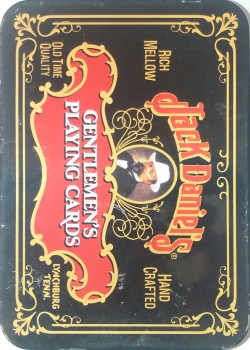 Jack Daniel's®
RICH
MELLOW
HAND
CRAFTED
GENTLEMEN'S
PLAYING CARDS
OLD TIME
QUALITY
LYNCHBURG
TENN.